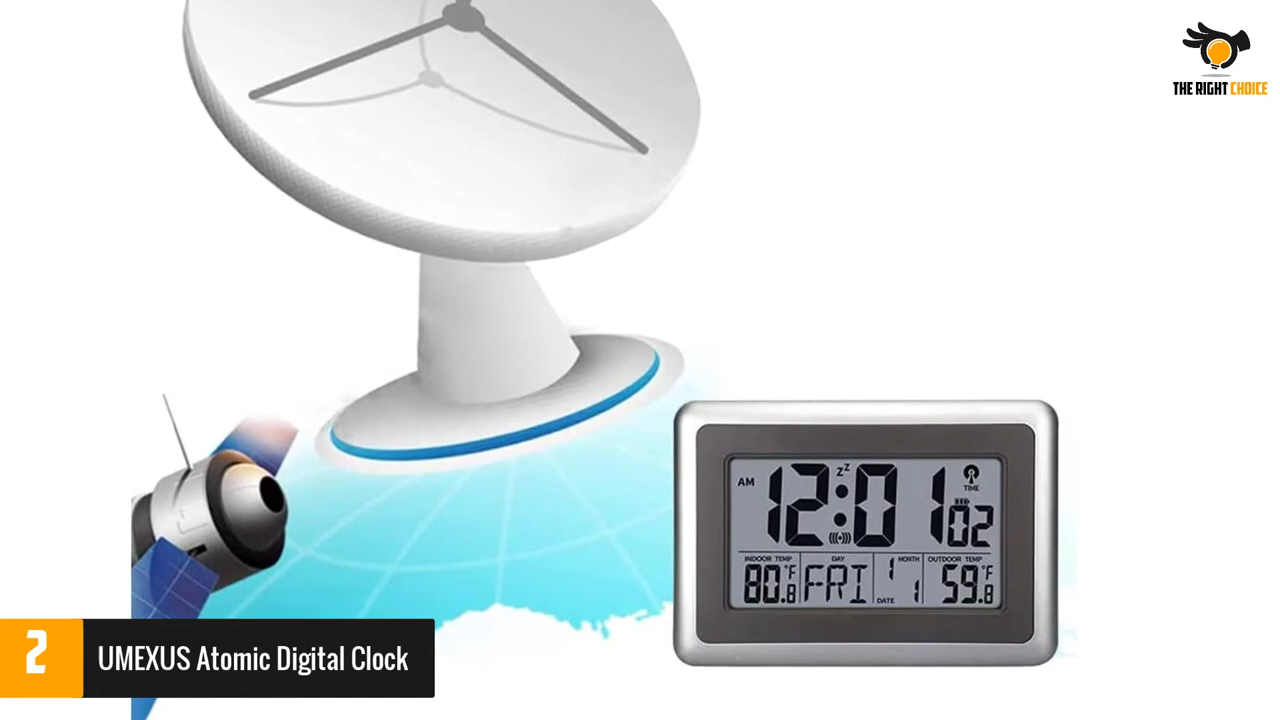 THE RIGHT CHOICE
AM
zz
12:01
02
TIME
INDOOR TEMP
DAY
MONTH
OUTDOOR TEMP
80.8°F
FRI
1
59.8°F
DATE
1
2
UMEXUS Atomic Digital Clock